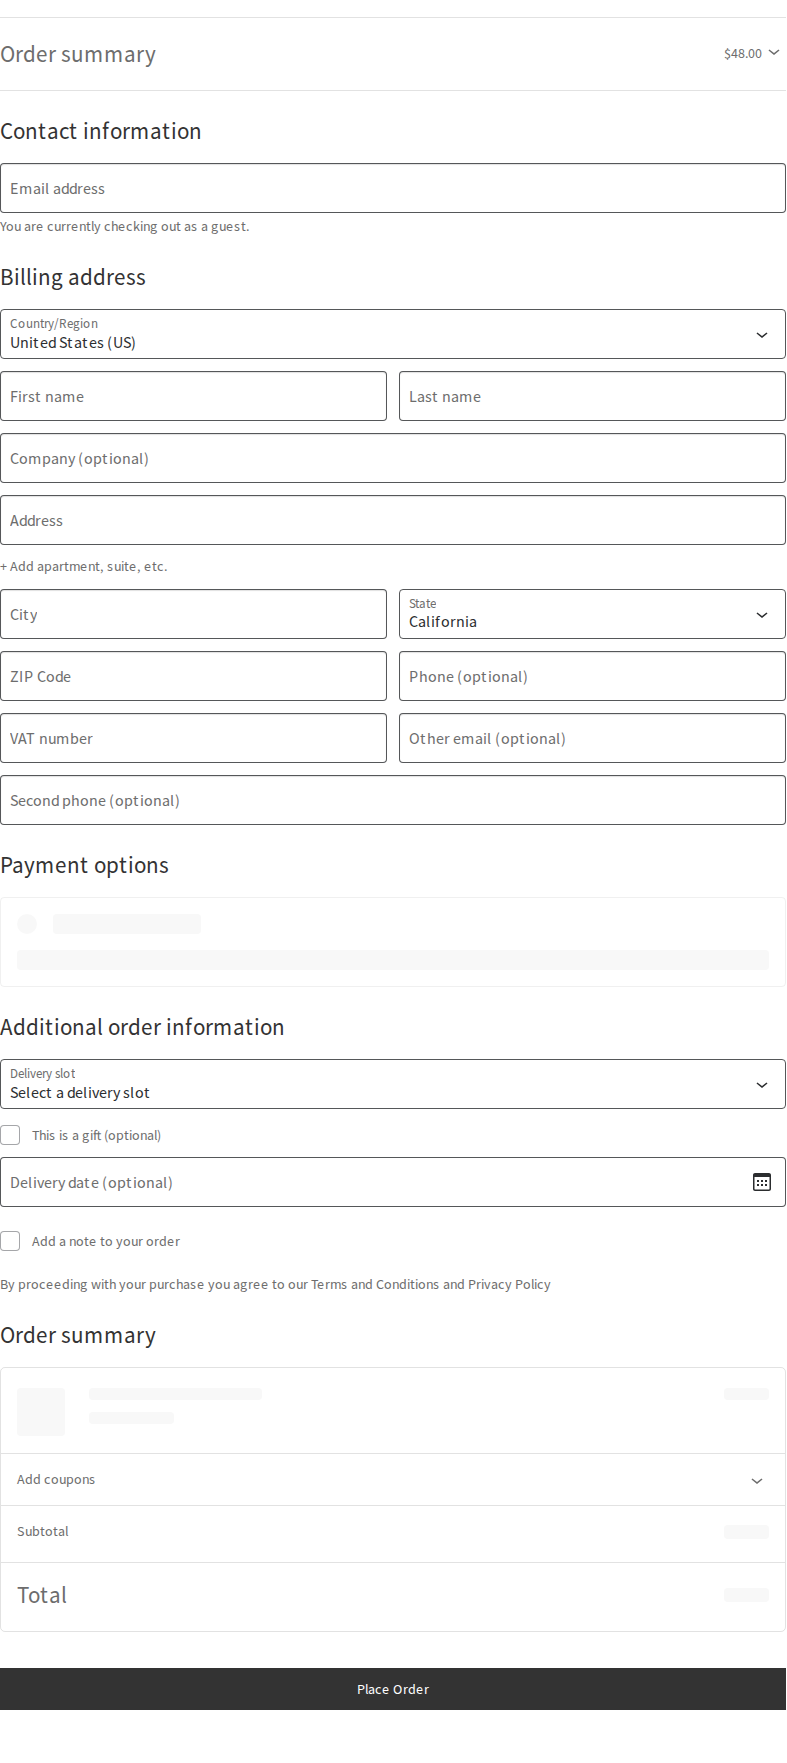 Order summary
$48.00
Contact information
Email address
You are currently checking out as a guest.
Billing address
Country/Region
United States (US)
First name
Last name
Company (optional)
Address
+ Add apartment, suite, etc.
City
State
California
ZIP Code
Phone (optional)
VAT number
Other email (optional)
Second phone (optional)
Payment options
Additional order information
Delivery slot
Select a delivery slot
This is a gift (optional)
Delivery date (optional)
Add a note to your order
By proceeding with your purchase you agree to our Terms and Conditions and Privacy Policy
Order summary
Add coupons
Subtotal
Total
Place Order